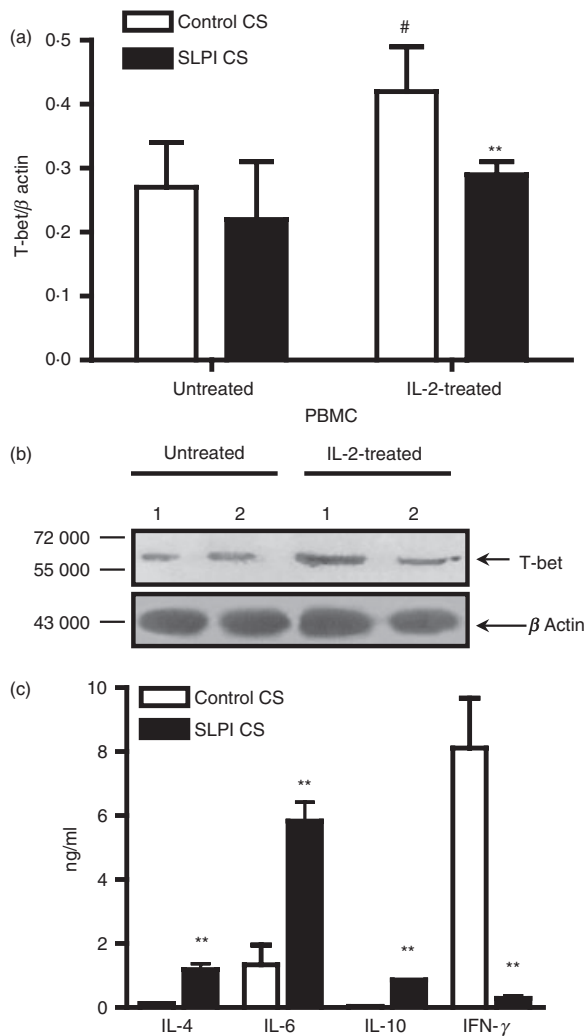 (a)
Control CS
SLPI CS
T-bet/β actin
0·5
0·4
0·3
0·2
0·1
0·0
#
**
Untreated
IL-2-treated
PBMC
(b)
Untreated
IL-2-treated
1 2 1 2
72 000
55 000
T-bet
43 000
β Actin
(c)
Control CS
SLPI CS
ng/ml
10
8
6
4
2
0
**
**
**
**
IL-4
IL-6
IL-10
IFN-γ